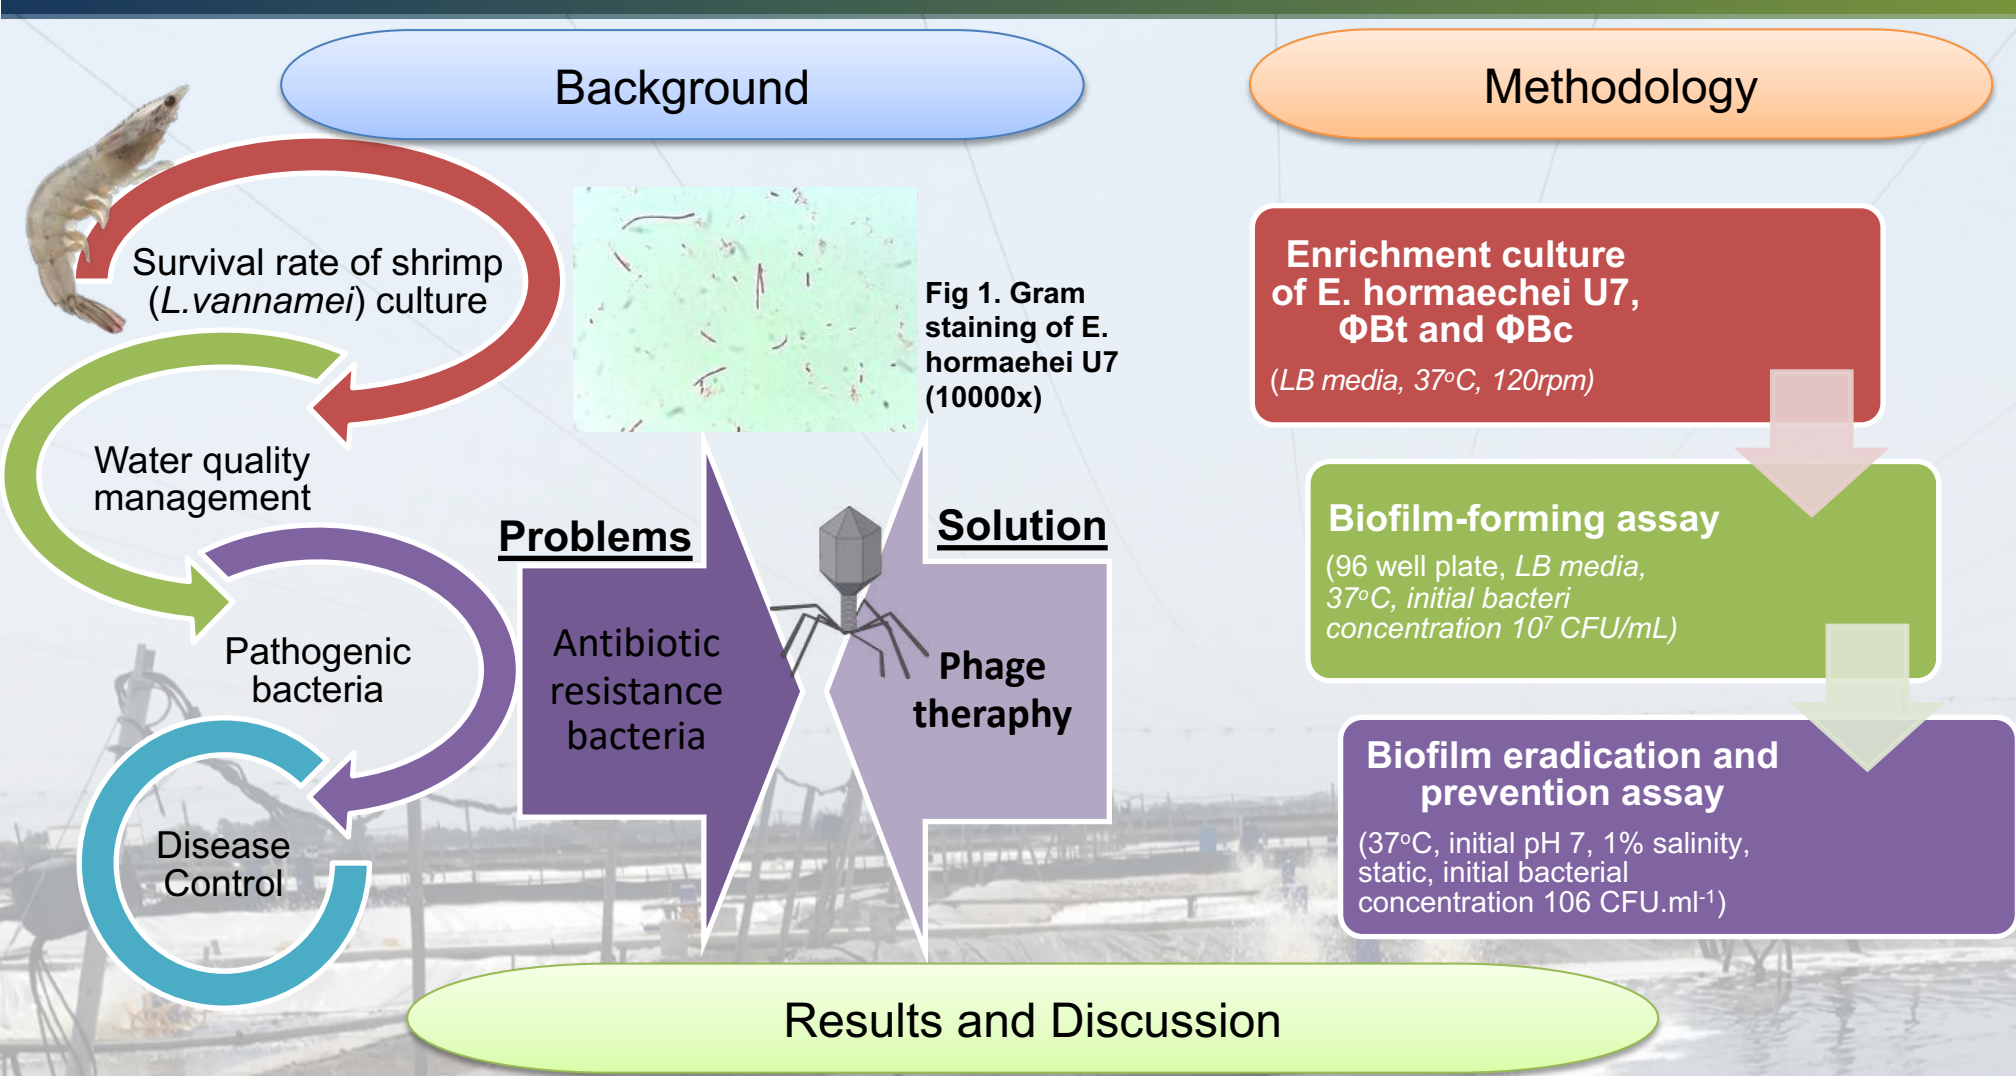 Background
Survival rate of shrimp
(L.vannamei) culture
Water quality
management
Pathogenic
bacteria
Disease
Control
Fig 1. Gram
staining of E.
hormaehei U7
(10000x)
Problems
Antibiotic
resistance
bacteria
Solution
Phage
theraphy
Methodology
Enrichment culture
of E. hormaechei U7,
ΦBt and ΦBc
(LB media, 37°C, 120rpm)
Biofilm-forming assay
(96 well plate, LB media,
37°C, initial bacteri
concentration 10⁷ CFU/mL)
Biofilm eradication and
prevention assay
(37°C, initial pH 7, 1% salinity,
static, initial bacterial
concentration 106 CFU.ml⁻¹)
Results and Discussion